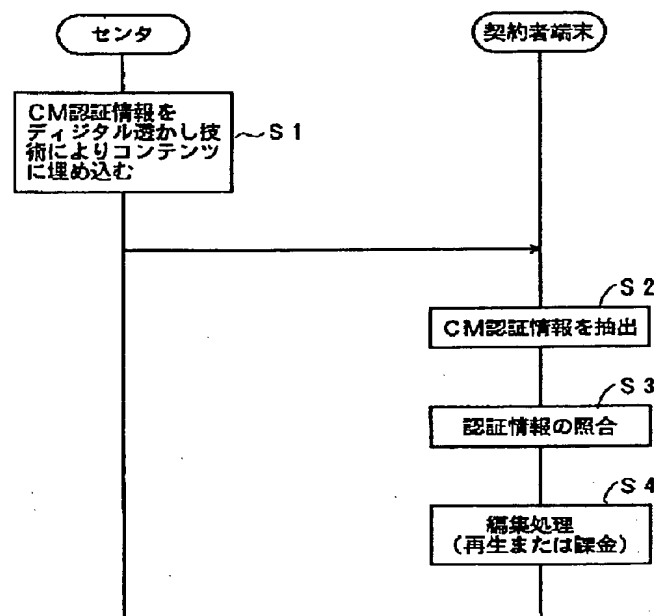 センタ
契約者端末
CM認証情報を
ディジタル透かし技
術によりコンテンツ
に埋め込む
S1
S2
CM認証情報を抽出
S3
認証情報の照合
S4
編集処理
(再生または課金)